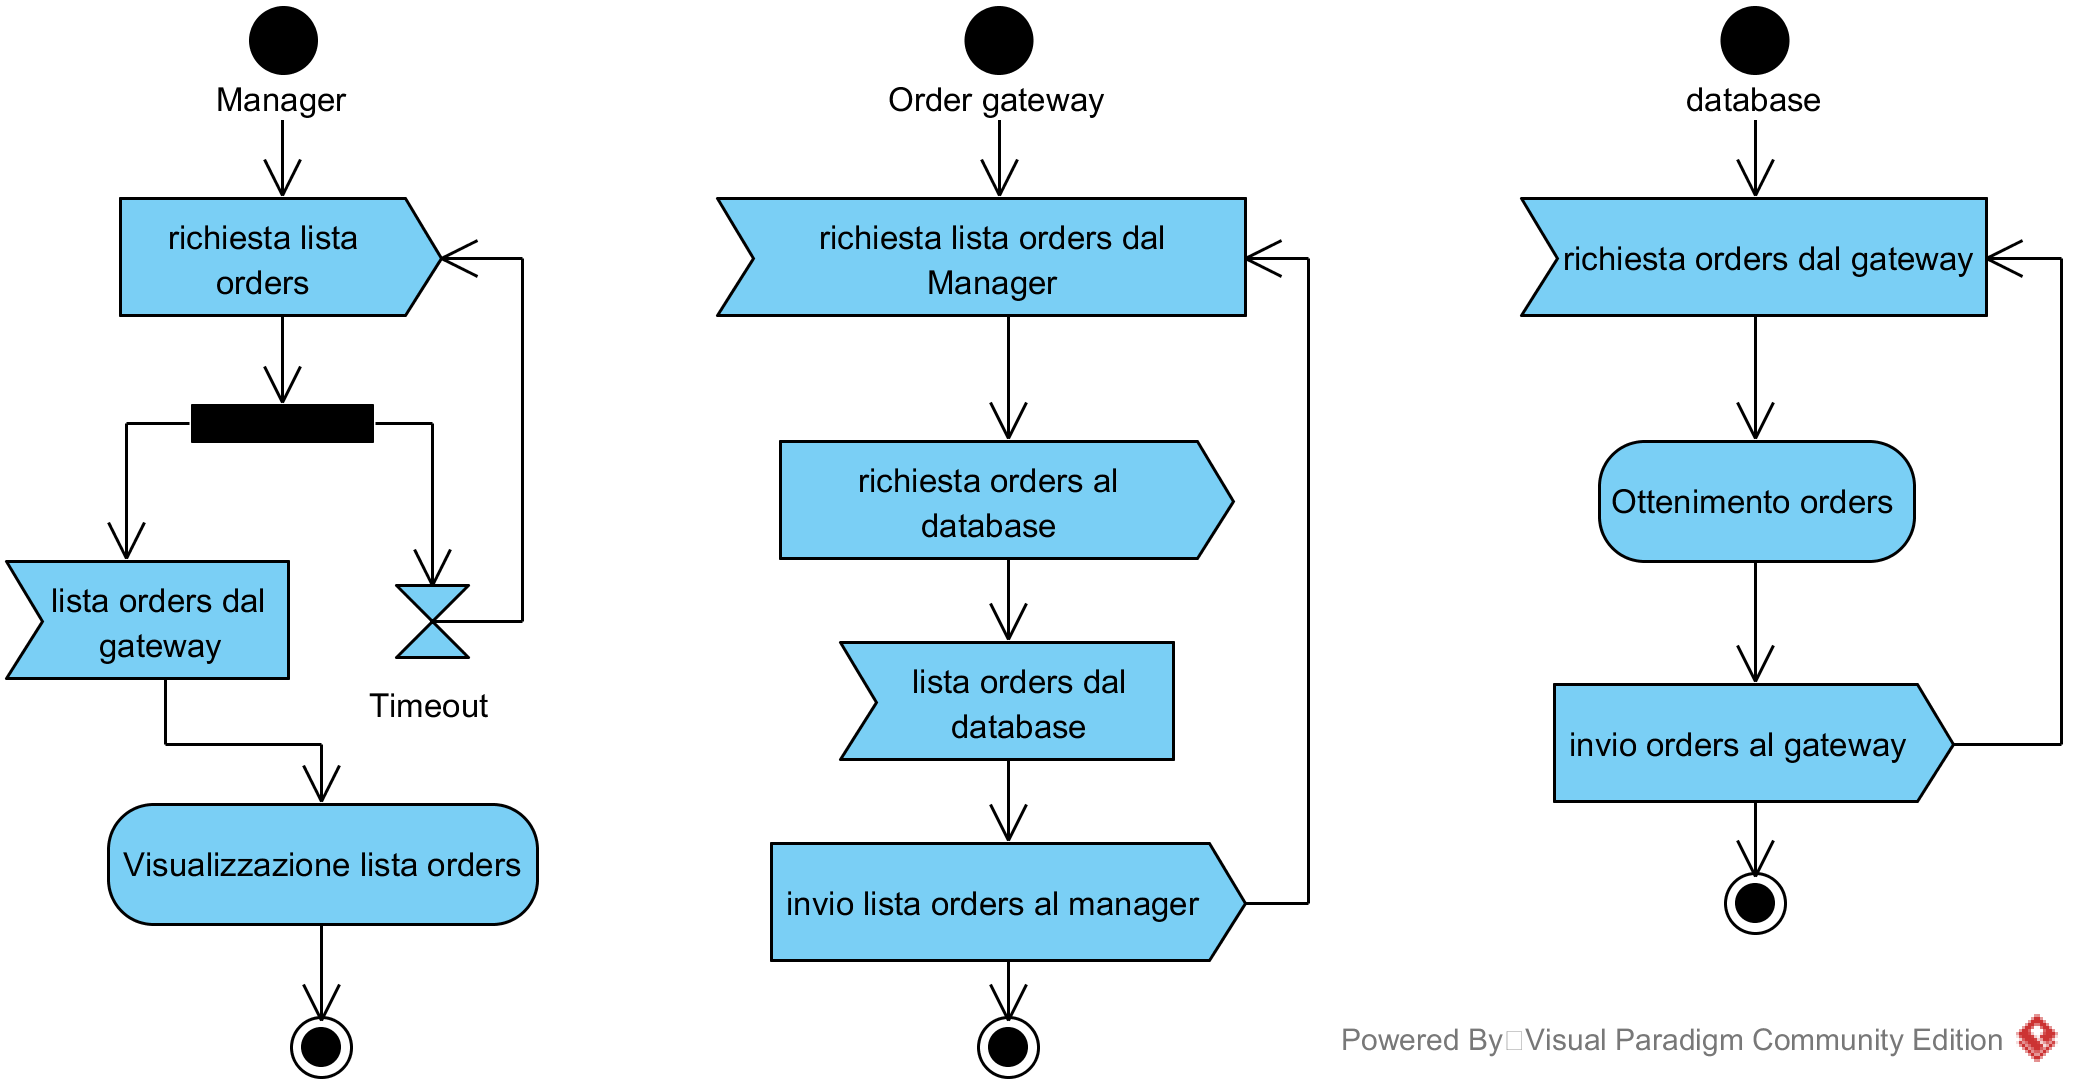 Manager
richiesta lista
orders
lista orders dal
gateway
Timeout
Visualizzazione lista orders
Order gateway
richiesta lista orders dal
Manager
richiesta orders al
database
lista orders dal
database
invio lista orders al manager
database
richiesta orders dal gateway
Ottenimento orders
invio orders al gateway
Powered By Visual Paradigm Community Edition